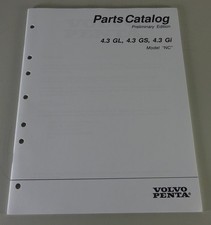 Parts Catalog
Preliminary Edition
4.3 GL, 4.3 GS, 4.3 GI
Model "NC"
VOLVO
PENTA